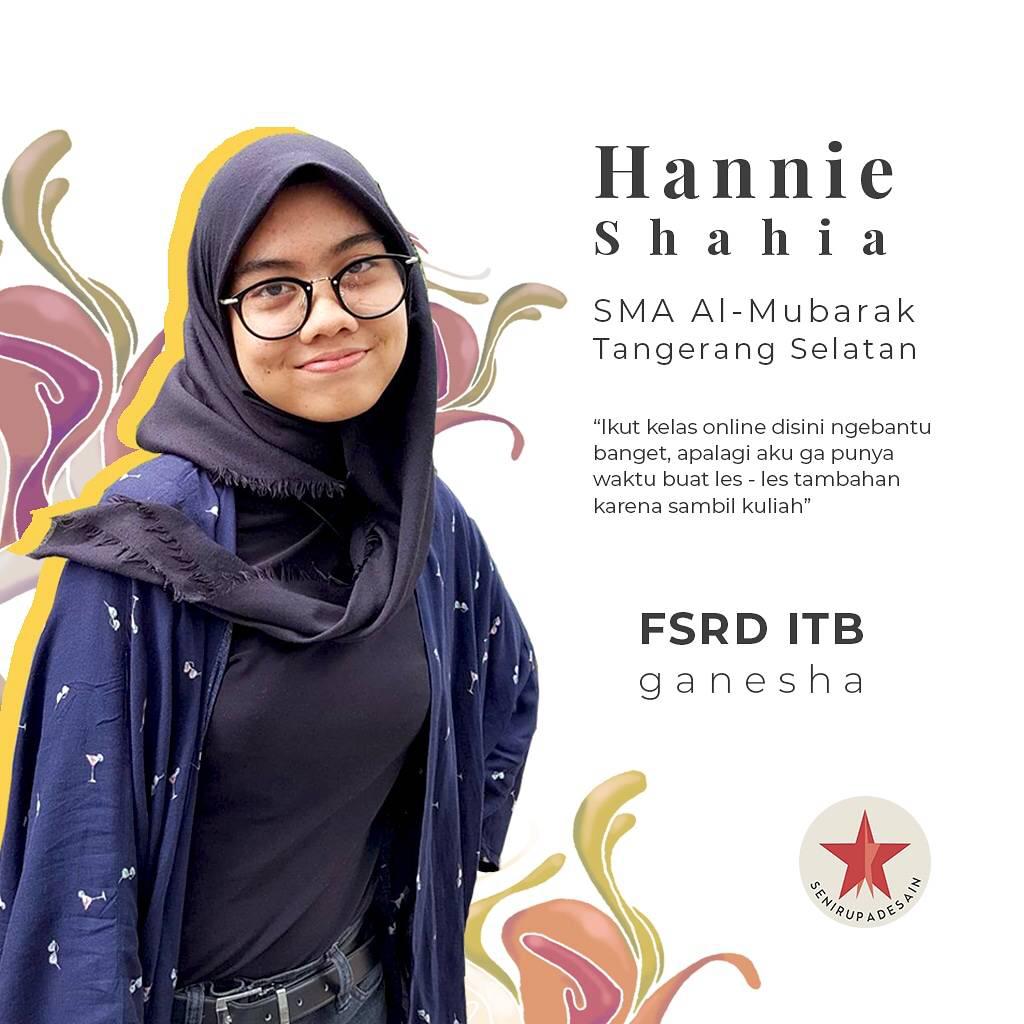 Hannie
Shahia
SMA Al-Mubarak
Tangerang Selatan
“Ikut kelas online disini ngebantu
banget, apalagi aku ga punya
waktu buat les - les tambahan
karena sambil kuliah”
FSRD ITB
ganesha
SENIRUPADESAIN